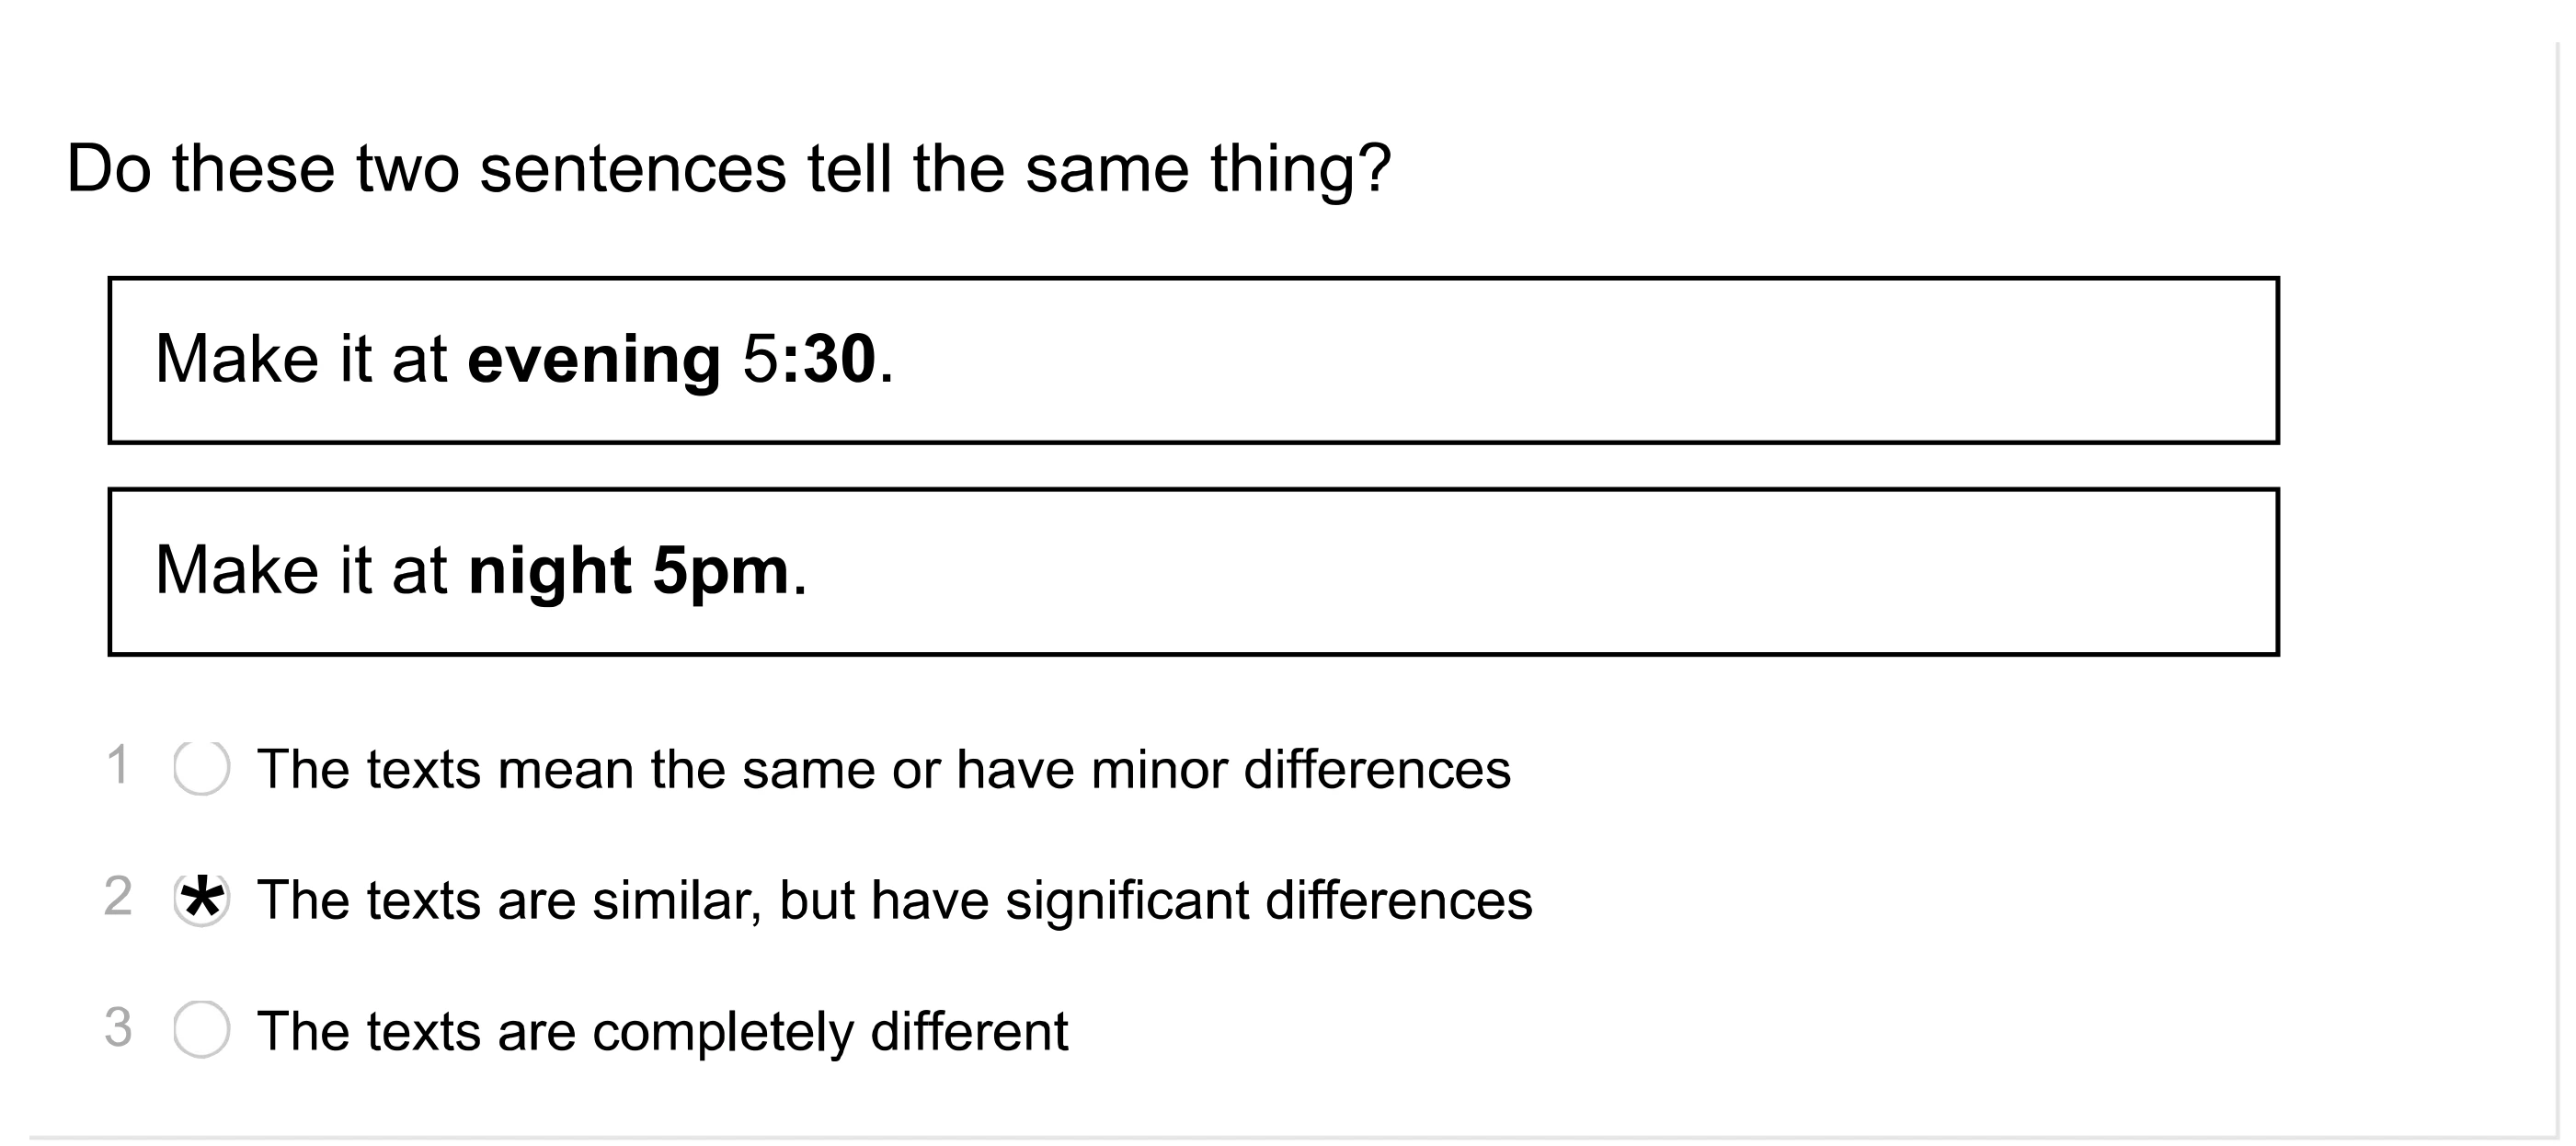 Do these two sentences tell the same thing?
Make it at evening 5:30.
Make it at night 5pm.
1 The texts mean the same or have minor differences
2 * The texts are similar, but have significant differences
3 The texts are completely different